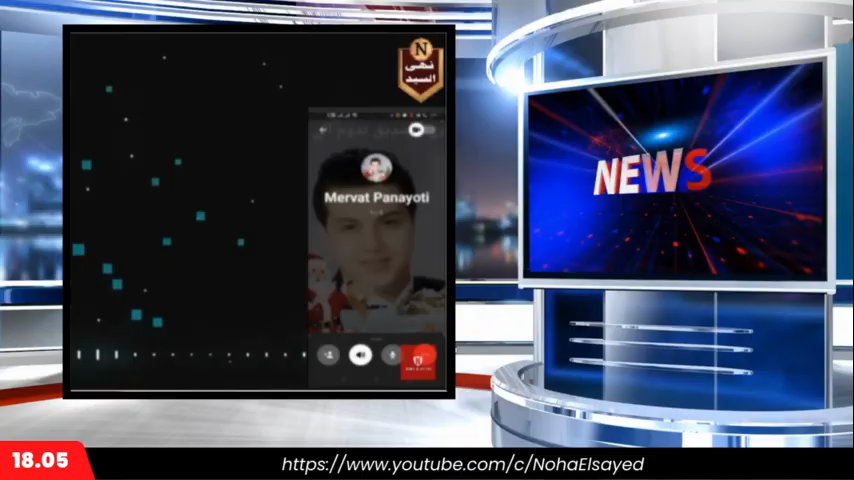 N
نهى
السيد
Mervat Panayoti
NEWS
18.05
https://www.youtube.com/c/NohaElsayed